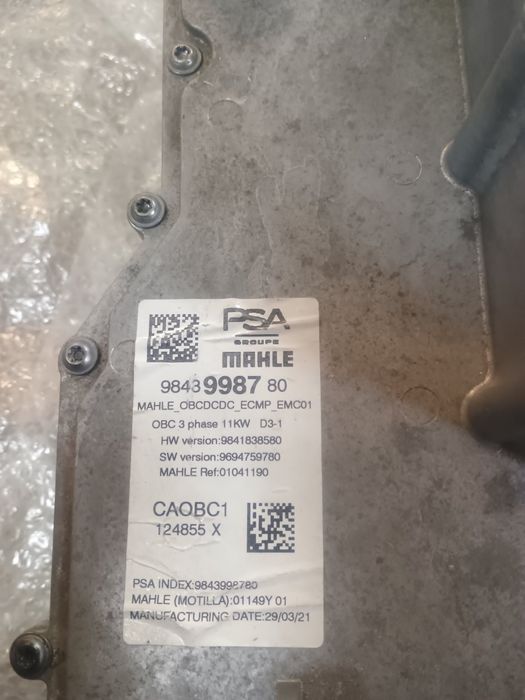 PSA
GROUPE
MAHLE
98439987 80
MAHLE_OBCDCDC_ECMP_EMC01
OBC 3 phase 11KW D3-1
HW version:9841838580
SW version:9694759780
MAHLE Ref:01041190
CAOBC1
124855 X
PSA INDEX:9843998780
MAHLE (MOTILLA):01149Y 01
MANUFACTURING DATE:29/03/21